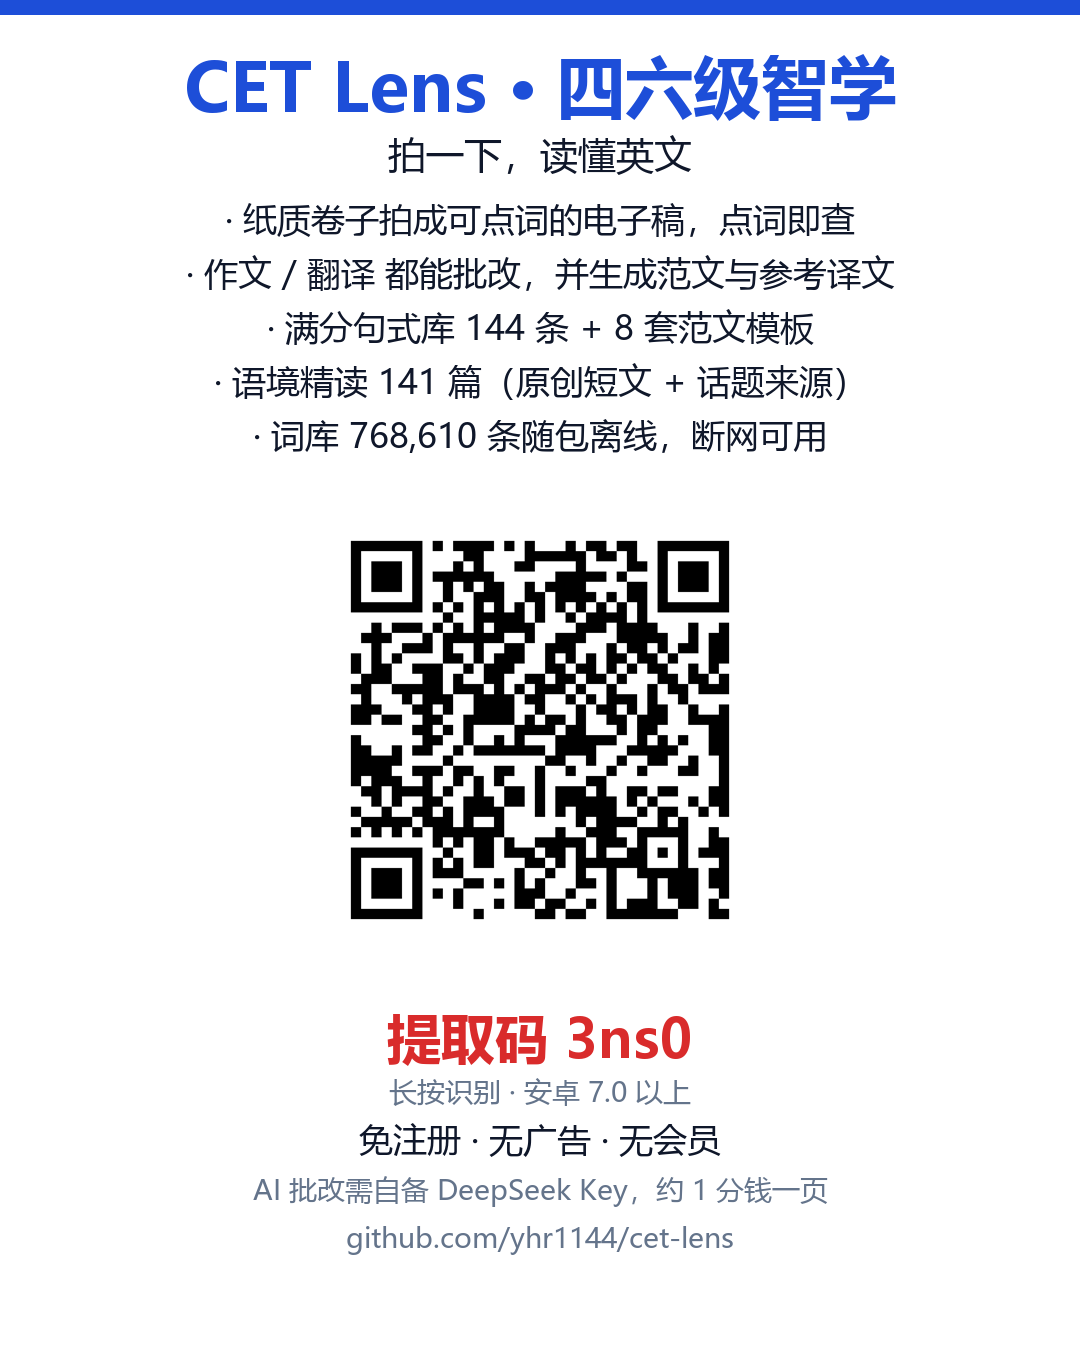 CET Lens · 四六级智学
拍一下，读懂英文
· 纸质卷子拍成可点词的电子稿，点词即查
· 作文 / 翻译 都能批改，并生成范文与参考译文
· 满分句式库 144 条 + 8 套范文模板
· 语境精读 141 篇（原创短文 + 话题来源）
· 词库 768,610 条随包离线，断网可用
提取码 3ns0
长按识别 · 安卓 7.0 以上
免注册 · 无广告 · 无会员
AI 批改需自备 DeepSeek Key，约 1 分钱一页
github.com/yhr1144/cet-lens